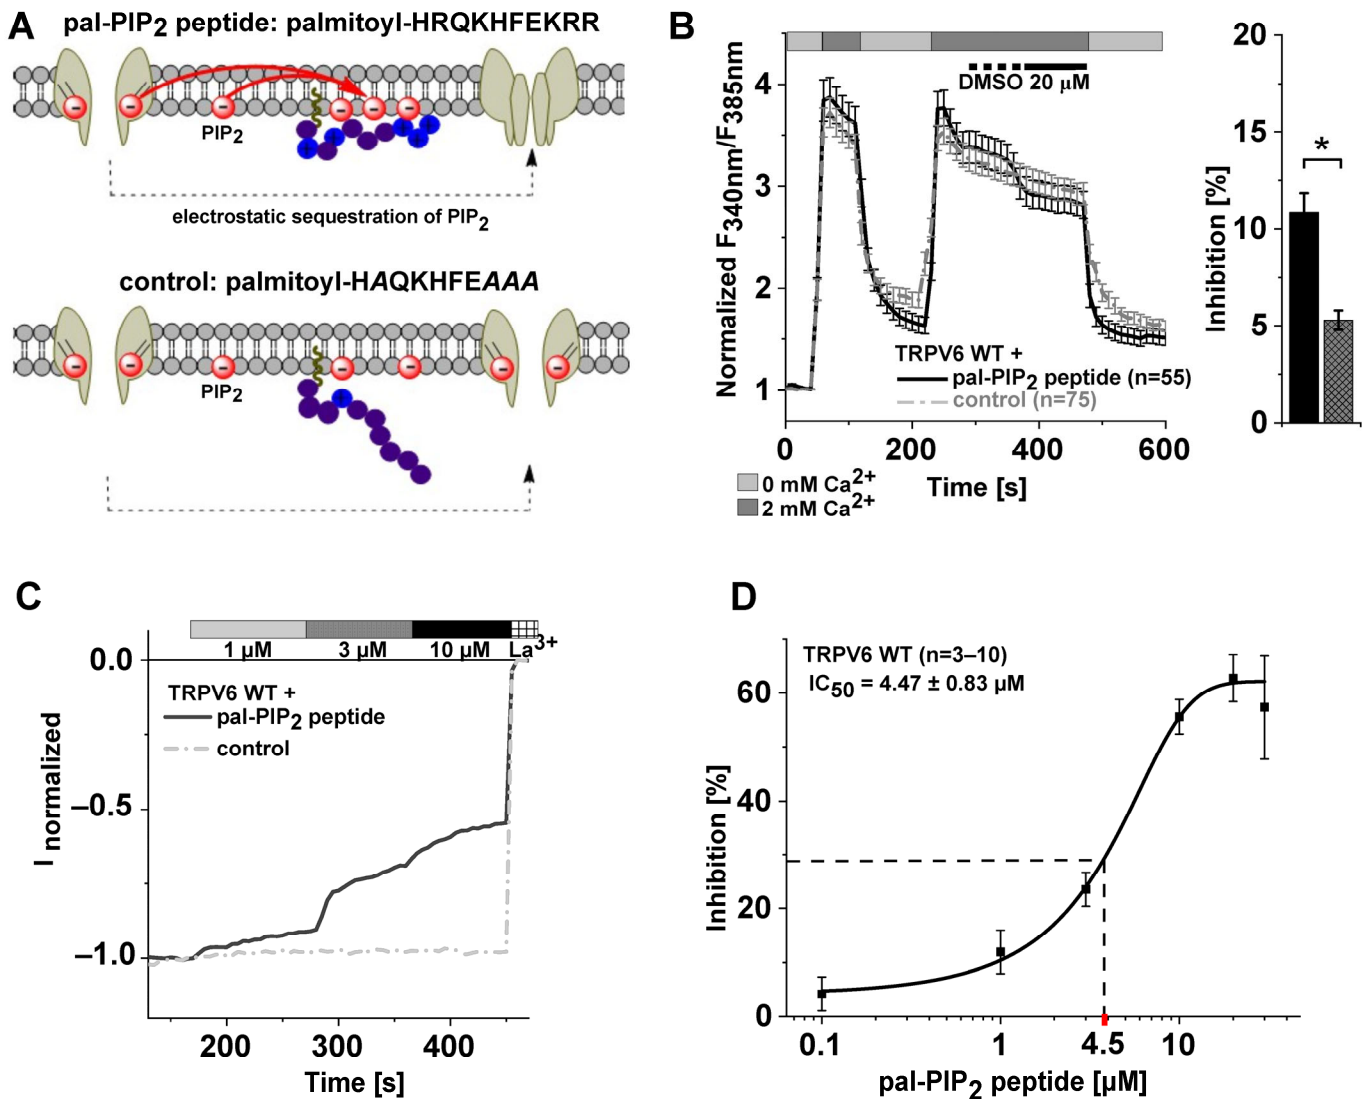 A
pal-PIP2 peptide: palmitoyl-HRQKHFEKRR
PIP2
electrostatic sequestration of PIP2
control: palmitoyl-HAQKHFEAAA
PIP2
B
Normalized F340nm/F385nm
4
3
2
1
DMSO 20 µM
TRPV6 WT +
pal-PIP2 peptide (n=55)
control (n=75)
0 200 400 600
Time [s]
0 mM Ca2+
2 mM Ca2+
Inhibition [%]
20
15
10
5
0
*
C
I normalized
0.0
–0.5
–1.0
1 µM 3 µM 10 µM La3+
TRPV6 WT +
pal-PIP2 peptide
control
200 300 400
Time [s]
D
Inhibition [%]
60
40
20
0
TRPV6 WT (n=3–10)
IC50 = 4.47 ± 0.83 µM
0.1 1 4.5 10
pal-PIP2 peptide [µM]